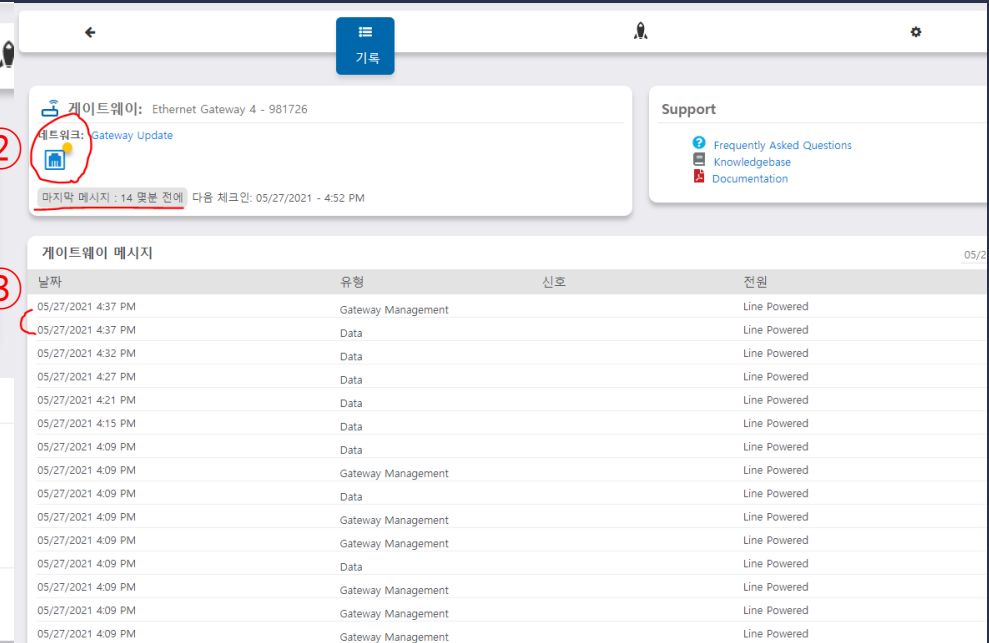 기록
게이트웨이: Ethernet Gateway 4 - 981726
네트워크: Gateway Update
마지막 메시지 : 14 몇분 전에 다음 체크인: 05/27/2021 - 4:52 PM
Support
Frequently Asked Questions
Knowledgebase
Documentation
게이트웨이 메시지 05/2
날짜 유형 신호 전원
05/27/2021 4:37 PM Gateway Management Line Powered
05/27/2021 4:37 PM Data Line Powered
05/27/2021 4:32 PM Data Line Powered
05/27/2021 4:27 PM Data Line Powered
05/27/2021 4:21 PM Data Line Powered
05/27/2021 4:15 PM Data Line Powered
05/27/2021 4:09 PM Data Line Powered
05/27/2021 4:09 PM Gateway Management Line Powered
05/27/2021 4:09 PM Data Line Powered
05/27/2021 4:09 PM Gateway Management Line Powered
05/27/2021 4:09 PM Gateway Management Line Powered
05/27/2021 4:09 PM Data Line Powered
05/27/2021 4:09 PM Gateway Management Line Powered
05/27/2021 4:09 PM Gateway Management Line Powered
05/27/2021 4:09 PM Gateway Management Line Powered
②
③